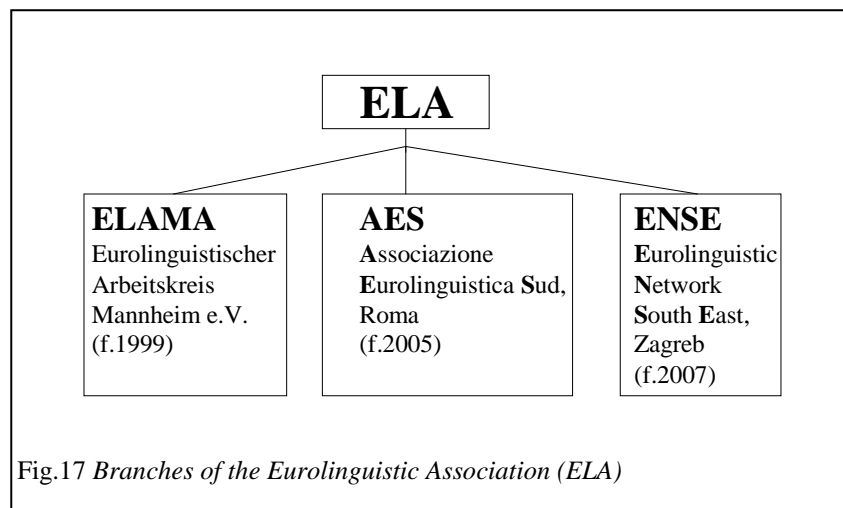 ELA
ELAMA
Eurolinguistischer
Arbeitskreis
Mannheim e.V.
(f.1999)
AES
Associazione
Eurolinguistica Sud,
Roma
(f.2005)
ENSE
Eurolinguistic
Network
South East,
Zagreb
(f.2007)
Fig.17 Branches of the Eurolinguistic Association (ELA)